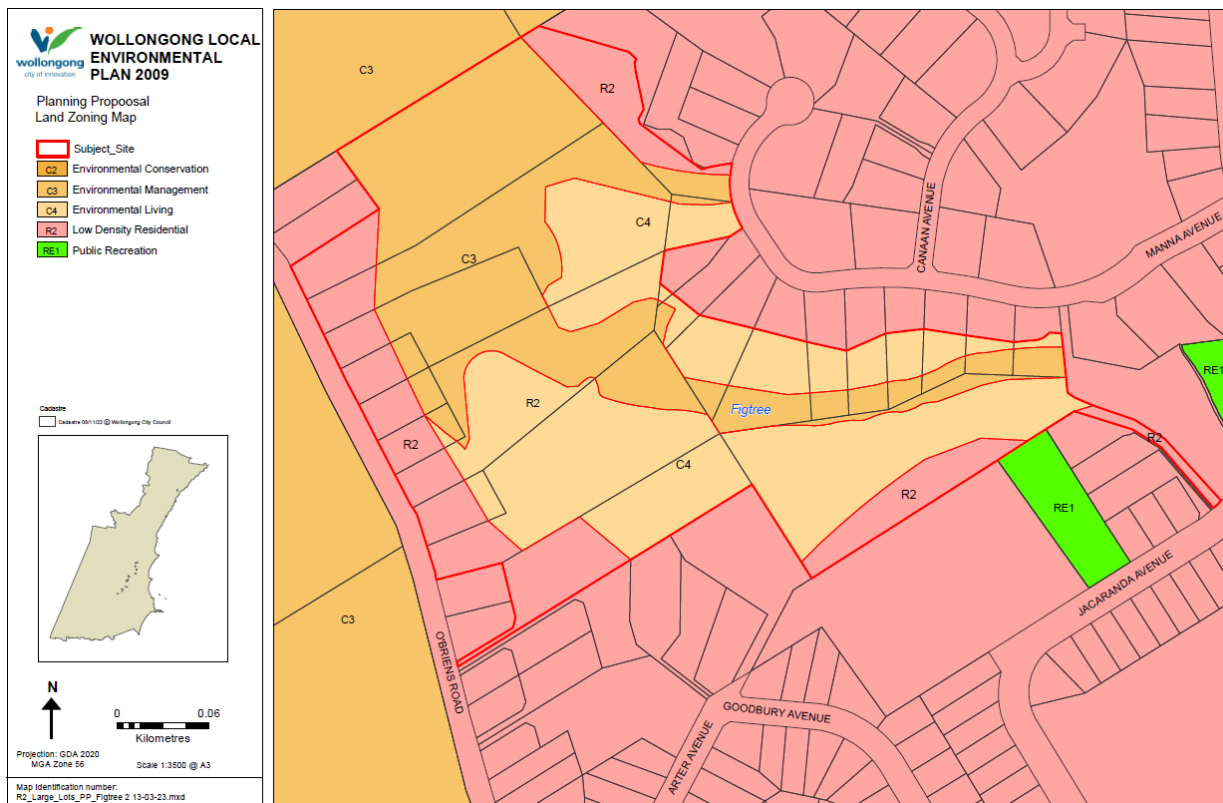 wollongong
city of innovation
WOLLONGONG LOCAL
ENVIRONMENTAL
PLAN 2009
Planning Propoosal
Land Zoning Map
Subject_Site
C2 Environmental Conservation
C3 Environmental Management
C4 Environmental Living
R2 Low Density Residential
RE1 Public Recreation
Cadastre
Cadastre 08/11/22 © Wollongong City Council
N
0 0.06
Kilometres
Projection: GDA 2020
MGA Zone 56
Scale 1:3500 @ A3
Map Identification number:
R2_Large_Lots_PP_Figtree 2 13-03-23.mxd
C3
R2
CANAAN AVENUE
MANNA AVENUE
C4
C3
RE1
R2
Figtree
R2
R2
C4
R2
RE1
C3
O'BRIENS ROAD
JACARANDA AVENUE
GOODBURY AVENUE
ARTER AVENUE